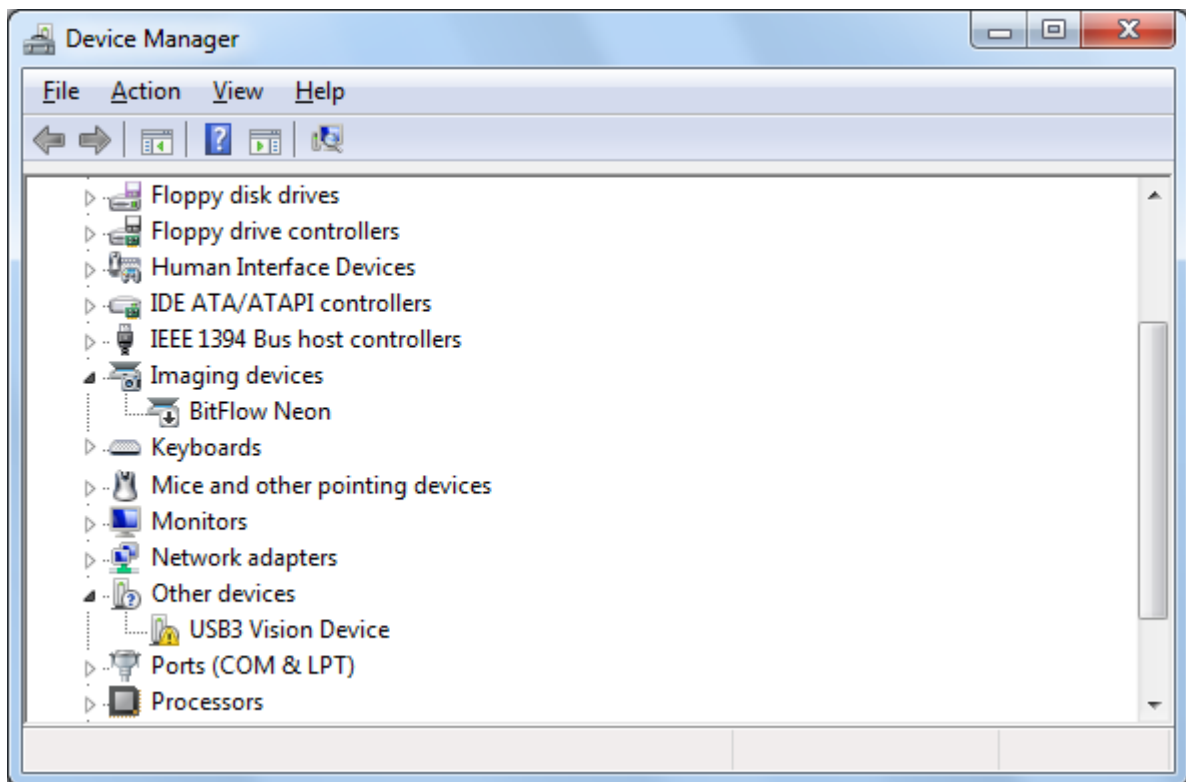 Device Manager
File Action View Help
Floppy disk drives
Floppy drive controllers
Human Interface Devices
IDE ATA/ATAPI controllers
IEEE 1394 Bus host controllers
Imaging devices
BitFlow Neon
Keyboards
Mice and other pointing devices
Monitors
Network adapters
Other devices
USB3 Vision Device
Ports (COM & LPT)
Processors